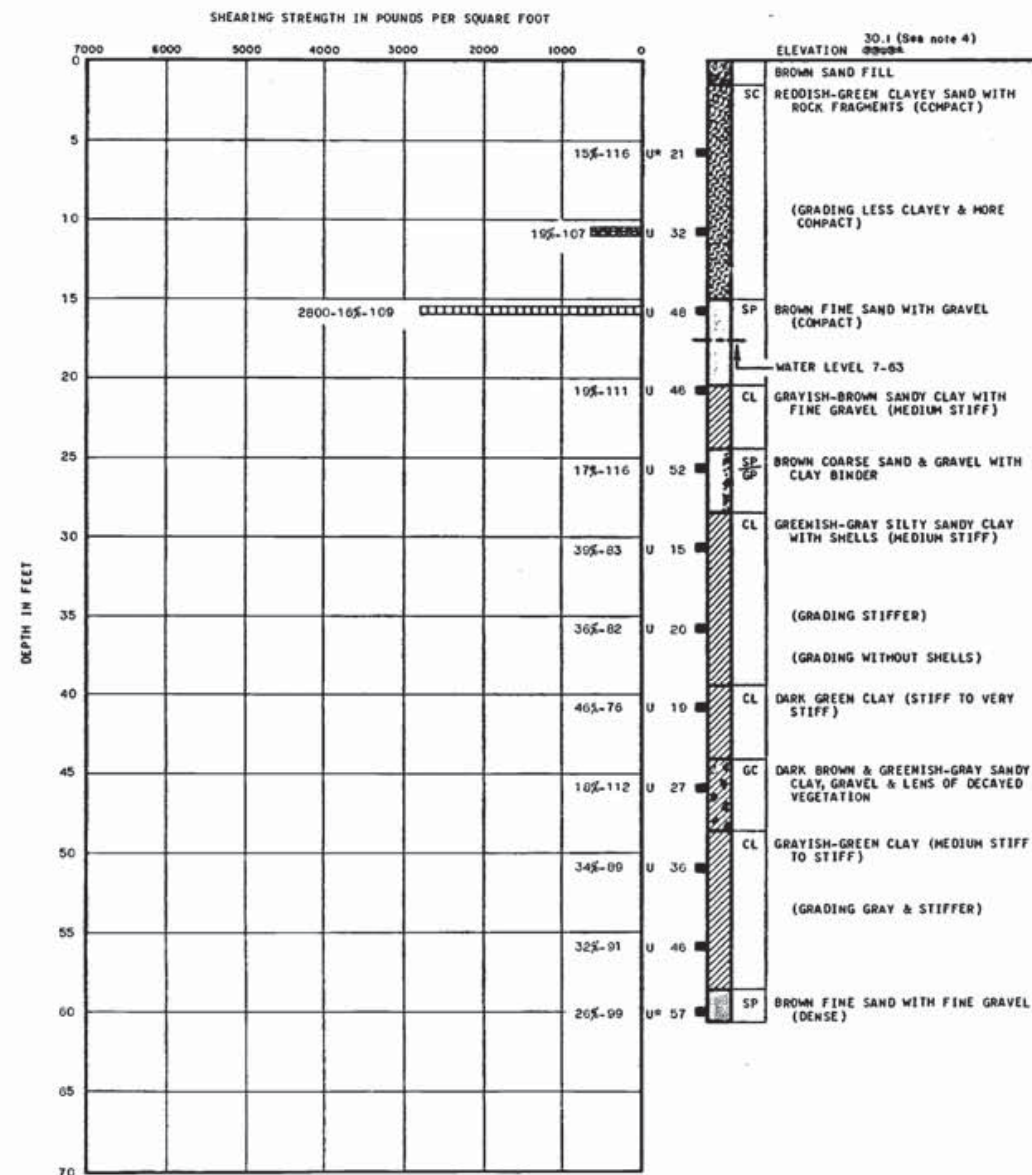 SHEARING STRENGTH IN POUNDS PER SQUARE FOOT
7000 6000 5000 4000 3000 2000 1000 0
30.1 (See note 4)
ELEVATION
0
BROWN SAND FILL
SC REDDISH-GREEN CLAYEY SAND WITH
ROCK FRAGMENTS (COMPACT)
5
15%-116 U* 21
10
(GRADING LESS CLAYEY & MORE
COMPACT)
19%-107 U 32
15
SP BROWN FINE SAND WITH GRAVEL
(COMPACT)
2800-16%-109 U 48
WATER LEVEL 7-63
20
19%-111 U 46
CL GRAYISH-BROWN SANDY CLAY WITH
FINE GRAVEL (MEDIUM STIFF)
25
17%-116 U 52
SP
GP
BROWN COARSE SAND & GRAVEL WITH
CLAY BINDER
CL GREENISH-GRAY SILTY SANDY CLAY
WITH SHELLS (MEDIUM STIFF)
30
39%-83 U 15
DEPTH IN FEET
35
(GRADING STIFFER)
36%-82 U 20
(GRADING WITHOUT SHELLS)
40
46%-76 U 19
CL DARK GREEN CLAY (STIFF TO VERY
STIFF)
45
GC DARK BROWN & GREENISH-GRAY SANDY
CLAY, GRAVEL & LENS OF DECAYED
VEGETATION
18%-112 U 27
50
CL GRAYISH-GREEN CLAY (MEDIUM STIFF
TO STIFF)
34%-89 U 36
(GRADING GRAY & STIFFER)
55
32%-91 U 46
60
26%-99 U* 57
SP BROWN FINE SAND WITH FINE GRAVEL
(DENSE)
65
70